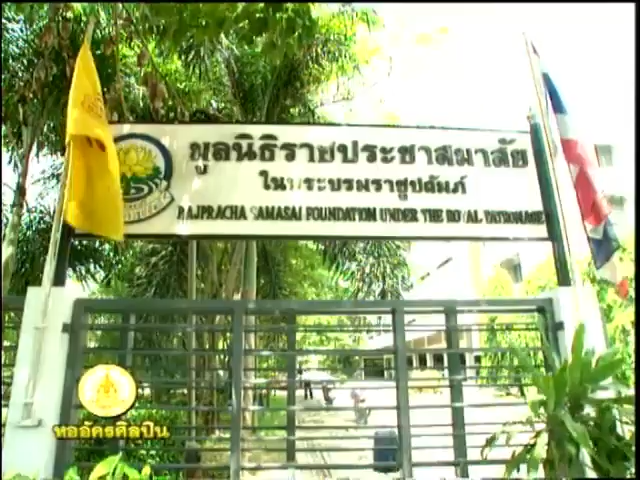 มูลนิธิราชประชาสมาสัย
ในพระบรมราชูปถัมภ์
RAJPRACHA SAMASAI FOUNDATION UNDER THE ROYAL PATRONAGE
หออัครศิลปิน